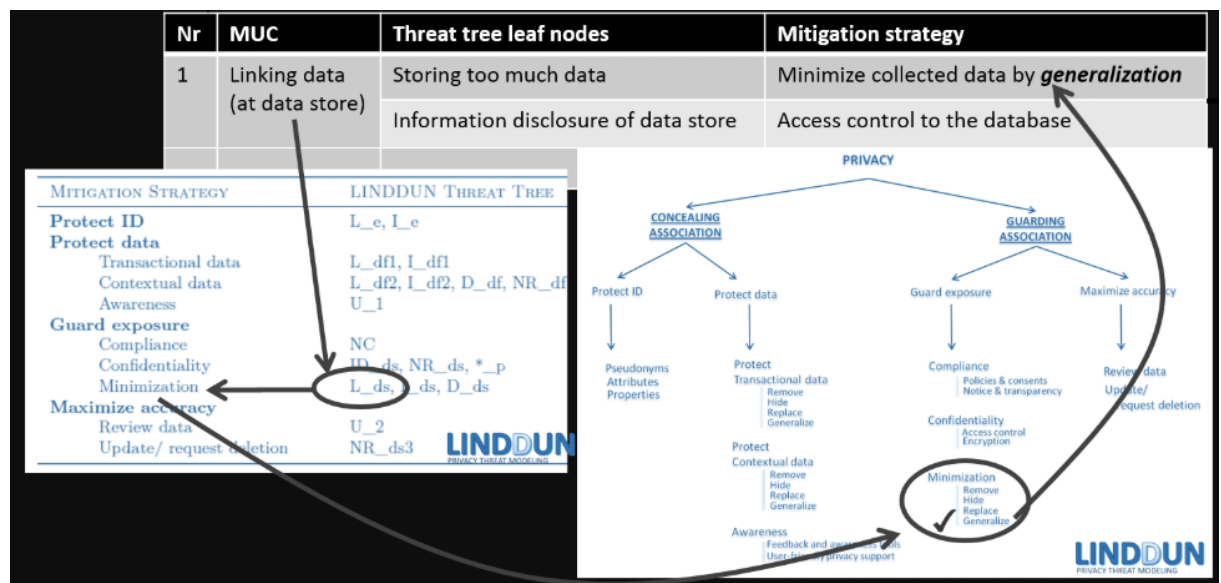 Nr MUC Threat tree leaf nodes Mitigation strategy
1 Linking data (at data store) Storing too much data Minimize collected data by generalization
Information disclosure of data store Access control to the database
MITIGATION STRATEGY LINDDUN THREAT TREE
Protect ID L_e, I_e
Protect data
Transactional data L_df1, I_df1
Contextual data L_df2, I_df2, D_df, NR_df
Awareness U_1
Guard exposure
Compliance NC
Confidentiality ID_ds, NR_ds, *_p
Minimization L_ds, I_ds, D_ds
Maximize accuracy
Review data U_2
Update/ request deletion NR_ds3
LINDDUN
PRIVACY THREAT MODELING
PRIVACY
CONCEALING
ASSOCIATION
GUARDING
ASSOCIATION
Protect ID
Protect data
Guard exposure
Maximize accuracy
Pseudonyms
Attributes
Properties
Protect
Transactional data
Remove
Hide
Replace
Generalize
Protect
Contextual data
Remove
Hide
Replace
Generalize
Awareness
Feedback and awareness tools
User-friendly privacy support
Compliance
Policies & consents
Notice & transparency
Confidentiality
Access control
Encryption
Minimization
Remove
Hide
Replace
Generalize
Review data
Update/
request deletion
LINDDUN
PRIVACY THREAT MODELING